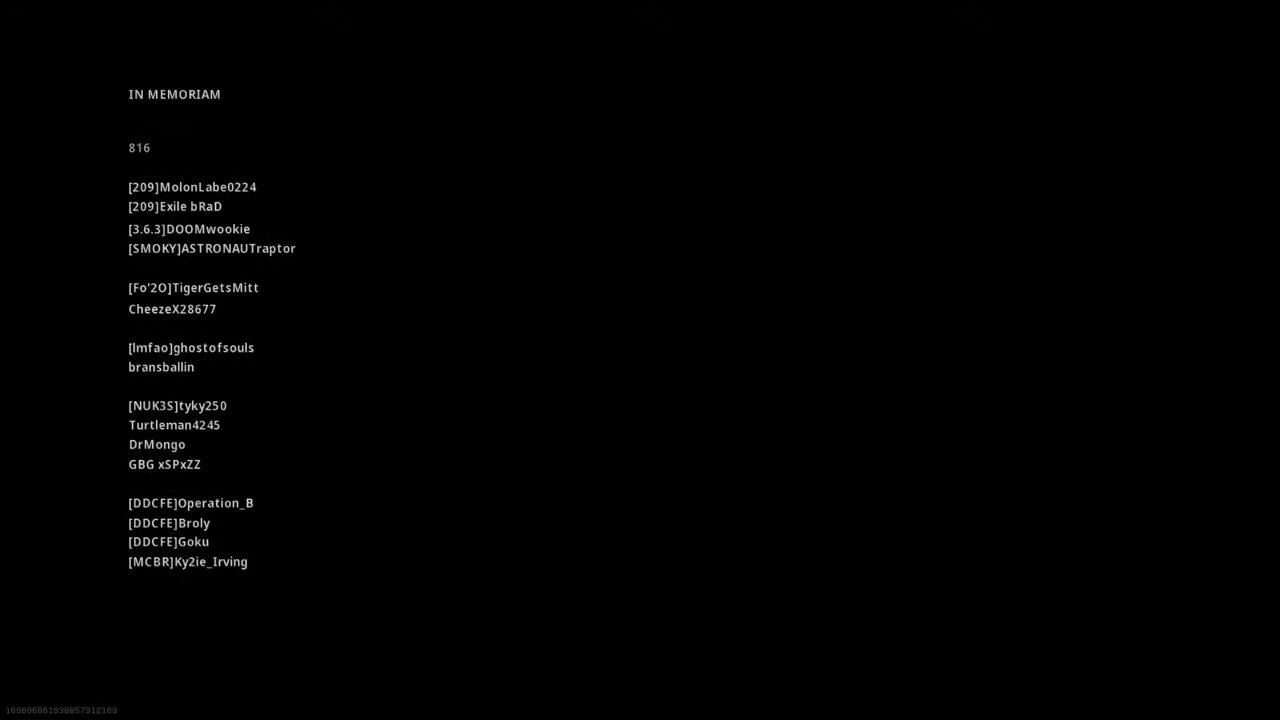 IN MEMORIAM
816
[209]MolonLabe0224
[209]Exile bRaD
[3.6.3]DOOMwookie
[SMOKY]ASTRONAUTraptor
[Fo'2O]TigerGetsMitt
CheezeX28677
[lmfao]ghostofsouls
bransballin
[NUK3S]tyky250
Turtleman4245
DrMongo
GBG xSPxZZ
[DDCFE]Operation_B
[DDCFE]Broly
[DDCFE]Goku
[MCBR]Ky2ie_Irving